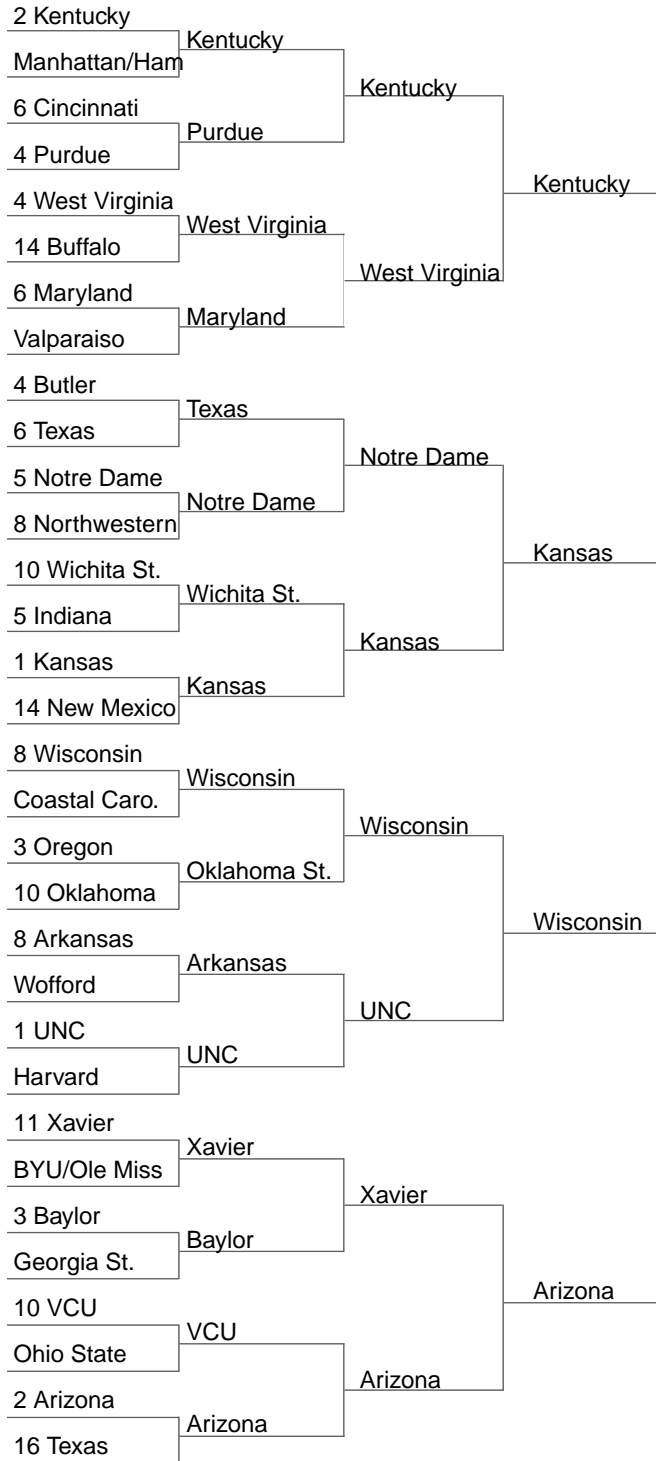 2 Kentucky
Manhattan/Ham
6 Cincinnati
4 Purdue
4 West Virginia
14 Buffalo
6 Maryland
Valparaiso
4 Butler
6 Texas
5 Notre Dame
8 Northwestern
10 Wichita St.
5 Indiana
1 Kansas
14 New Mexico
8 Wisconsin
Coastal Caro.
3 Oregon
10 Oklahoma
8 Arkansas
Wofford
1 UNC
Harvard
11 Xavier
BYU/Ole Miss
3 Baylor
Georgia St.
10 VCU
Ohio State
2 Arizona
16 Texas
Kentucky
Purdue
West Virginia
Maryland
Texas
Notre Dame
Wichita St.
Kansas
Wisconsin
Oklahoma St.
Arkansas
UNC
Xavier
Baylor
VCU
Arizona
Kentucky
West Virginia
Notre Dame
Kansas
Wisconsin
UNC
Xavier
Arizona
Kentucky
Kansas
Wisconsin
Arizona